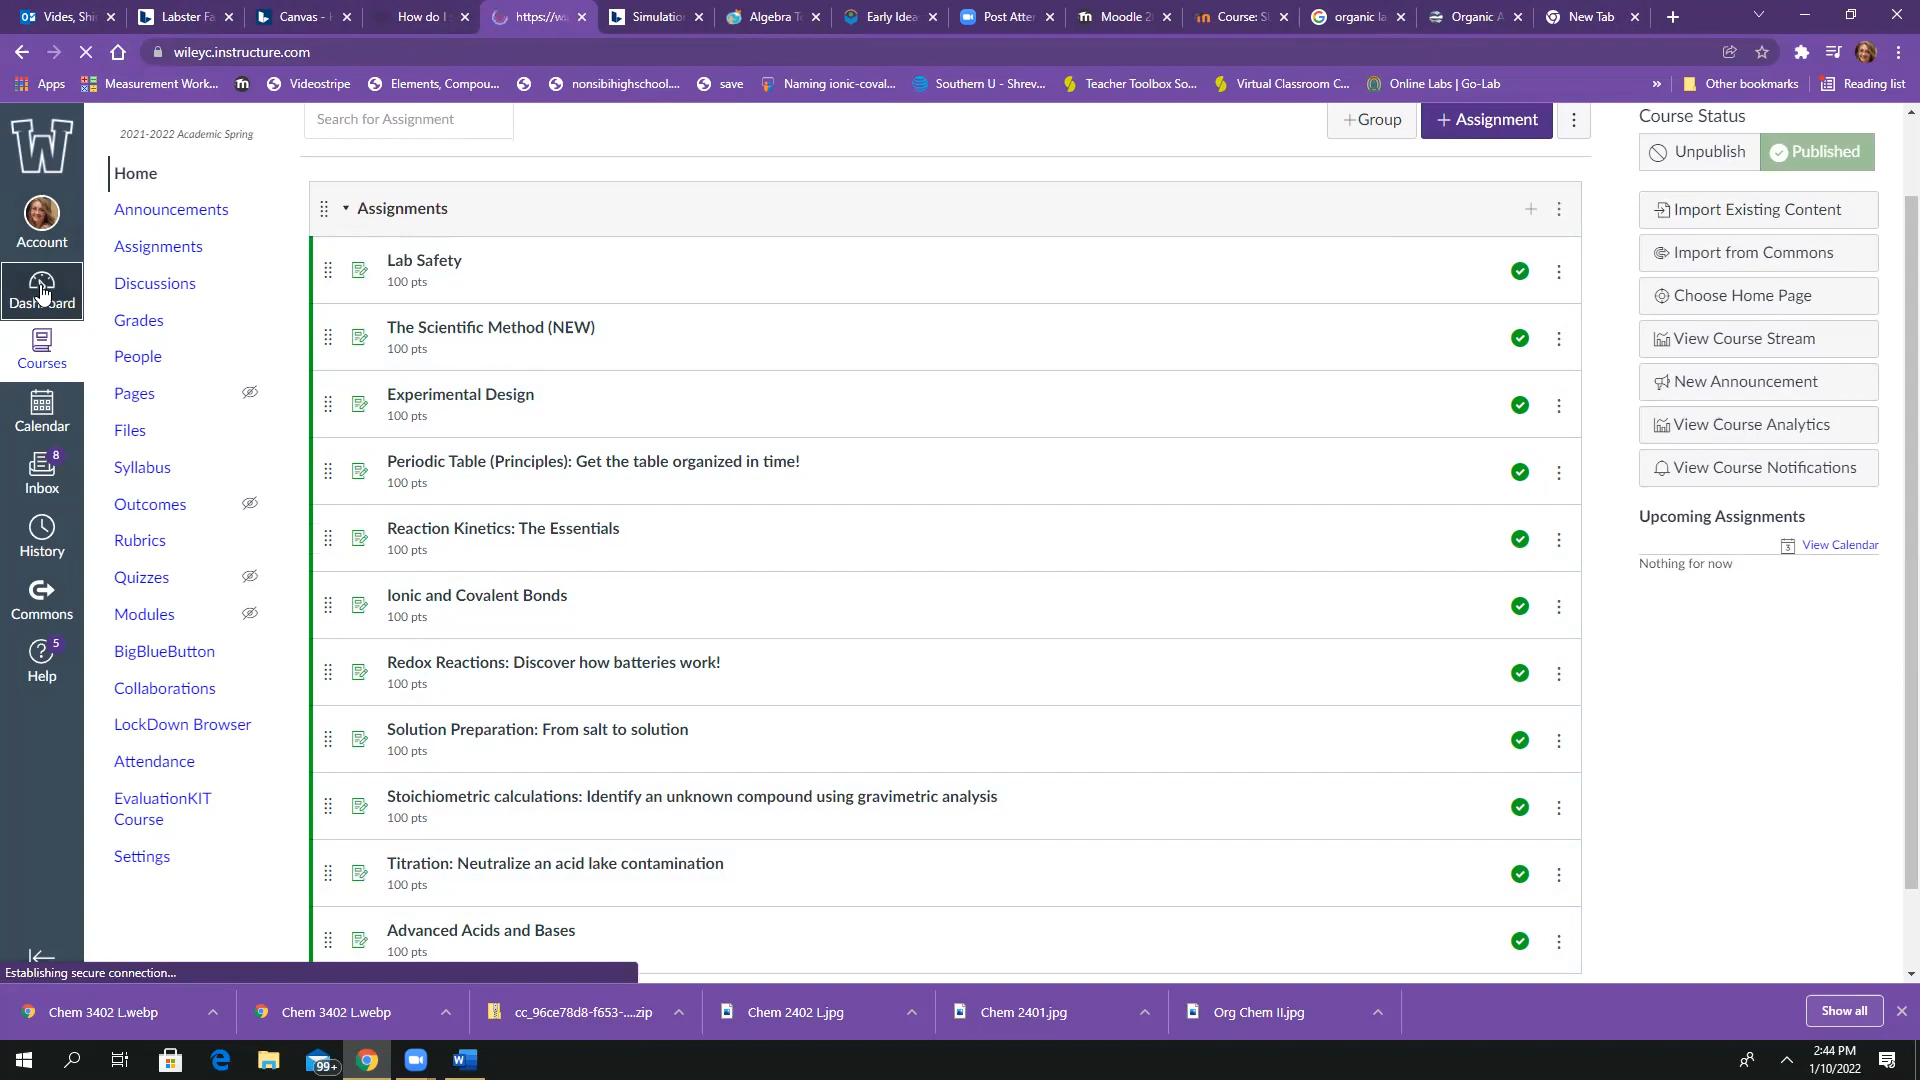 Vides, Shi
Labster Fa
Canvas -
How do I
https://w
Simulation
Algebra T
Early Idea
Post Atte
Moodle 2
Course: S
organic la
Organic A
New Tab
wileyc.instructure.com
Apps
Measurement Work...
Videostripe
Elements, Compou...
nonsibihighschool....
save
Naming ionic-coval...
Southern U - Shrev...
Teacher Toolbox So...
Virtual Classroom C...
Online Labs | Go-Lab
»
Other bookmarks
Reading list
W
Account
Dashboard
Courses
Calendar
8
Inbox
History
Commons
5
Help
2021-2022 Academic Spring
Home
Announcements
Assignments
Discussions
Grades
People
Pages
Files
Syllabus
Outcomes
Rubrics
Quizzes
Modules
BigBlueButton
Collaborations
LockDown Browser
Attendance
EvaluationKIT
Course
Settings
Search for Assignment
+Group
+ Assignment
Assignments
Lab Safety
100 pts
The Scientific Method (NEW)
100 pts
Experimental Design
100 pts
Periodic Table (Principles): Get the table organized in time!
100 pts
Reaction Kinetics: The Essentials
100 pts
Ionic and Covalent Bonds
100 pts
Redox Reactions: Discover how batteries work!
100 pts
Solution Preparation: From salt to solution
100 pts
Stoichiometric calculations: Identify an unknown compound using gravimetric analysis
100 pts
Titration: Neutralize an acid lake contamination
100 pts
Advanced Acids and Bases
100 pts
Course Status
Unpublish
Published
Import Existing Content
Import from Commons
Choose Home Page
View Course Stream
New Announcement
View Course Analytics
View Course Notifications
Upcoming Assignments
3
View Calendar
Nothing for now
Establishing secure connection...
Chem 3402 L.webp
Chem 3402 L.webp
cc_96ce78d8-f653-....zip
Chem 2402 L.jpg
Chem 2401.jpg
Org Chem II.jpg
Show all
99+
2:44 PM
1/10/2022